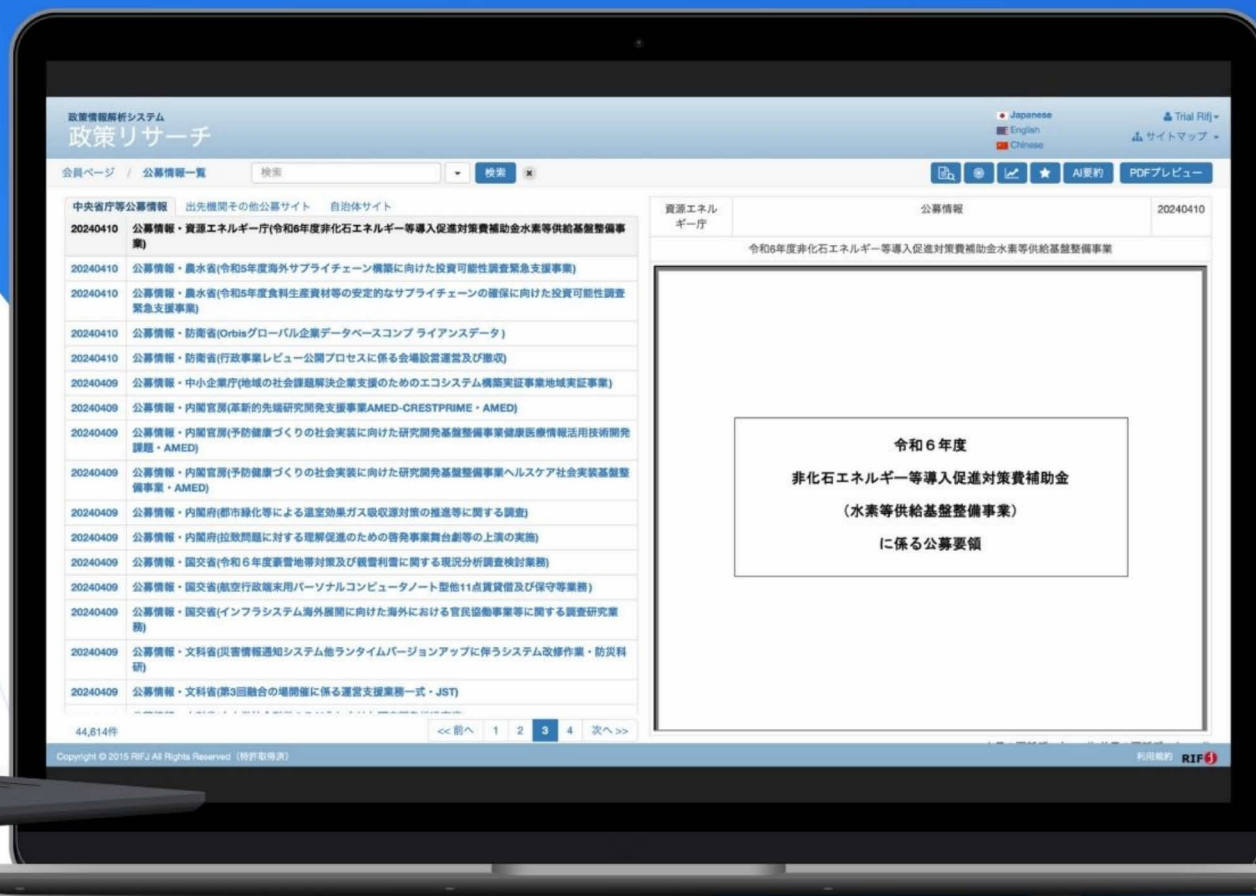 政策情報解析システム
政策リサーチ
Japanese
English
Chinese
Trial Rifj
サイトマップ
会員ページ / 公募情報一覧
検索
検索
AI要約
PDFプレビュー
中央省庁等公募情報 出先機関その他公募サイト 自治体サイト
20240410 公募情報・資源エネルギー庁(令和6年度非化石エネルギー等導入促進対策費補助金水素等供給基盤整備事
業)
20240410 公募情報・農水省(令和5年度海外サプライチェーン構築に向けた投資可能性調査緊急支援事業)
20240410 公募情報・農水省(令和5年度食料生産資材等の安定的なサプライチェーンの確保に向けた投資可能性調査
緊急支援事業)
20240410 公募情報・防衛省(Orbisグローバル企業データベースコンプ ライアンスデータ)
20240410 公募情報・防衛省(行政事業レビュー公開プロセスに係る会場設営運営及び撤収)
20240409 公募情報・中小企業庁(地域の社会課題解決企業支援のためのエコシステム構築実証事業地域実証事業)
20240409 公募情報・内閣官房(革新的先端研究開発支援事業AMED-CRESTPRIME・AMED)
20240409 公募情報・内閣官房(予防健康づくりの社会実装に向けた研究開発基盤整備事業健康医療情報活用技術開発
課題・AMED)
20240409 公募情報・内閣官房(予防健康づくりの社会実装に向けた研究開発基盤整備事業ヘルスケア社会実装基盤整
備事業・AMED)
20240409 公募情報・内閣府(都市緑化等による温室効果ガス吸収源対策の推進等に関する調査)
20240409 公募情報・内閣府(拉致問題に対する理解促進のための啓発事業舞台劇等の上演の実施)
20240409 公募情報・国交省(令和6年度豪雪地帯対策及び親雪利雪に関する現況分析調査検討業務)
20240409 公募情報・国交省(航空行政端末用パーソナルコンピュータノート型他11点賃貸借及び保守等業務)
20240409 公募情報・国交省(インフラシステム海外展開に向けた海外における官民協働事業等に関する調査研究業
務)
20240409 公募情報・文科省(災害情報通知システム他ランタイムバージョンアップに伴うシステム改修作業・防災科
研)
20240409 公募情報・文科省(第3回融合の場開催に係る運営支援業務一式・JST)
44,614件
<< 前へ 1 2 3 4 次へ >>
資源エネル
ギー庁
公募情報
20240410
令和6年度非化石エネルギー等導入促進対策費補助金水素等供給基盤整備事業
令和6年度
非化石エネルギー等導入促進対策費補助金
（水素等供給基盤整備事業）
に係る公募要領
Copyright © 2015 RIFJ All Rights Reserved（特許取得済）
利用規約 RIFJ